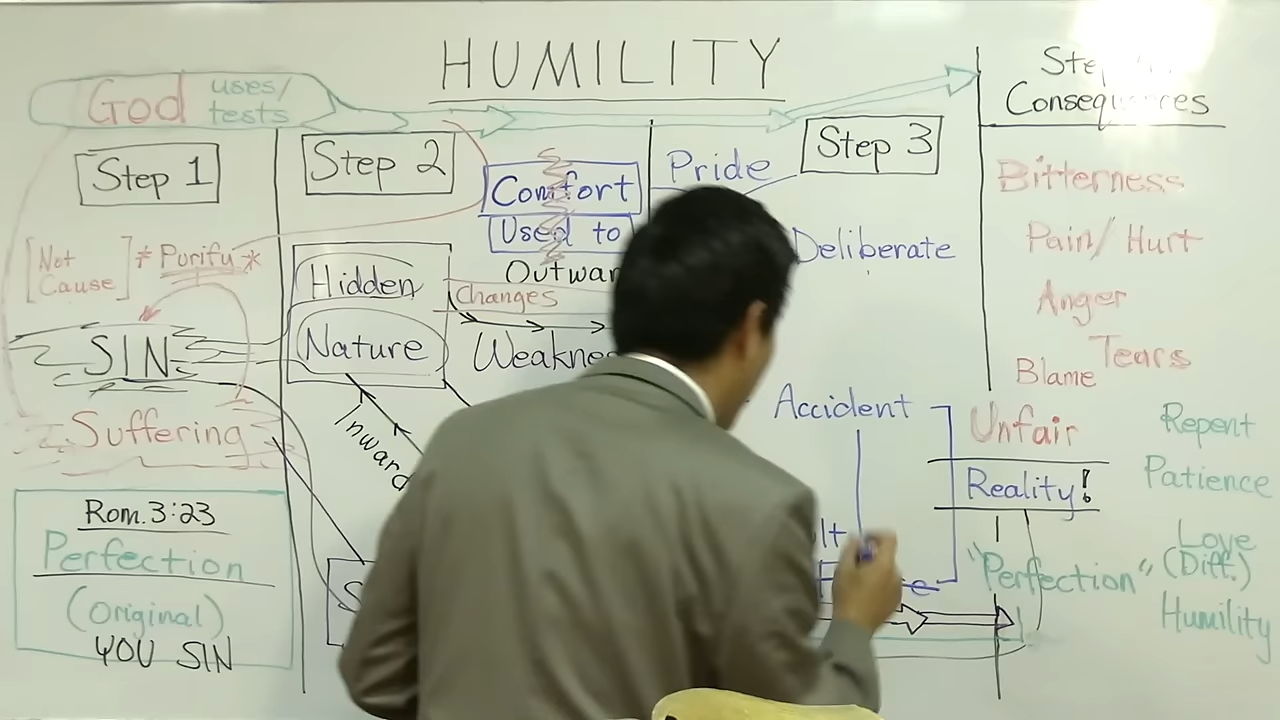 HUMILITY
God uses/
tests
Step 1
[Not
Cause] ≠ Purify *
SIN
Suffering
Rom. 3:23
Perfection
(Original)
YOU SIN
Step 2
Comfort
Used to
Hidden
Nature
Changes
Inward
Pride
Step 3
Deliberate
Accident
Consequences
Bitterness
Pain/Hurt
Anger
Tears
Blame
Unfair
Reality!
"Perfection"
Repent
Patience
Love
(Diff.)
Humility